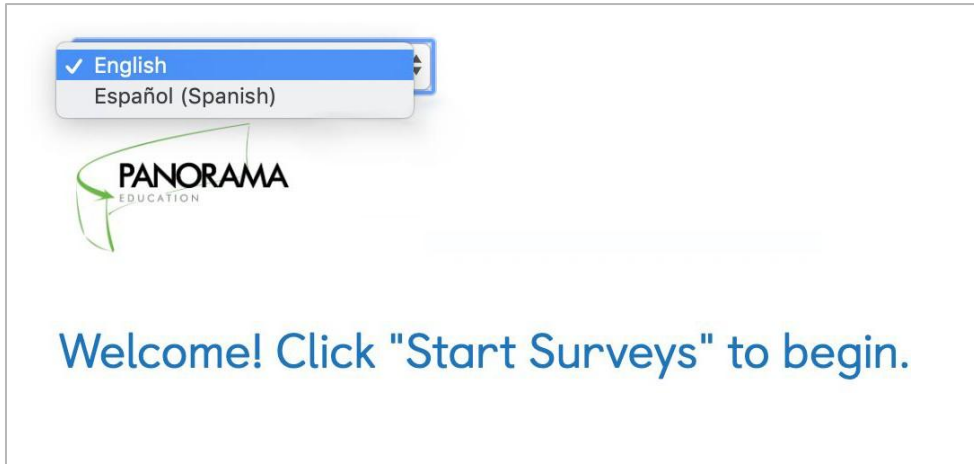 ✓ English
Español (Spanish)
PANORAMA
EDUCATION
Welcome! Click "Start Surveys" to begin.